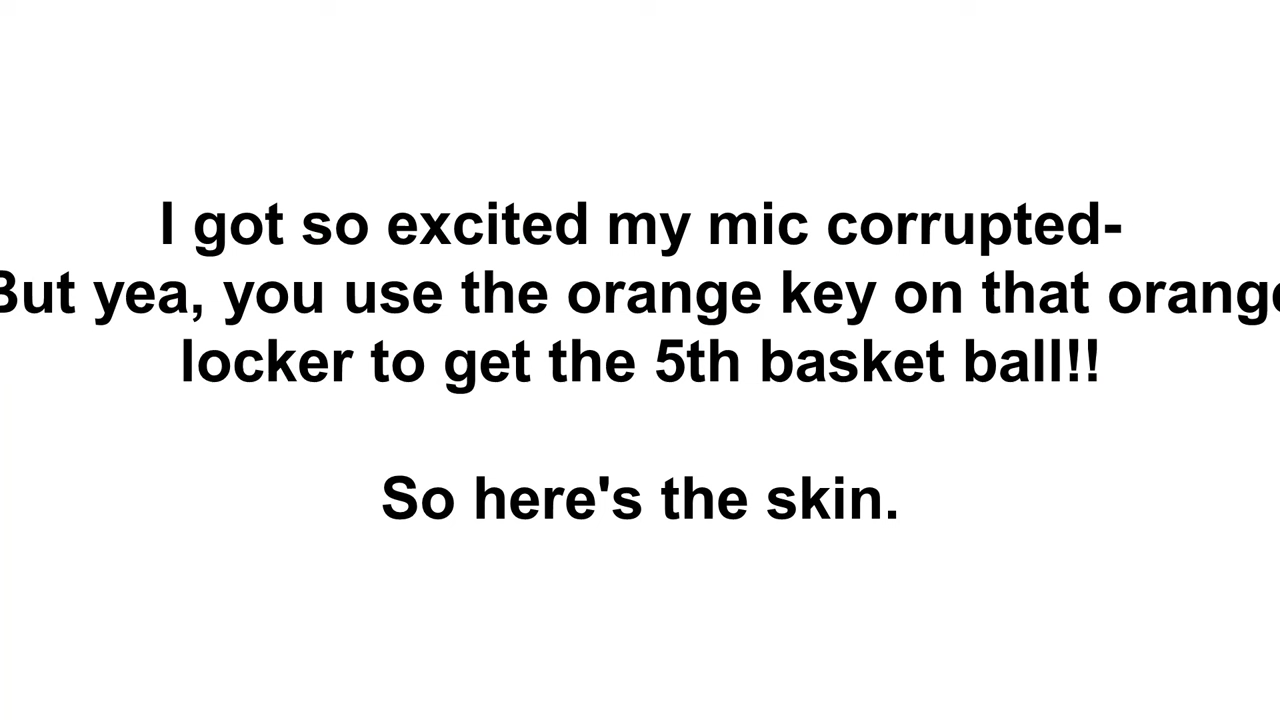 I got so excited my mic corrupted-
But yea, you use the orange key on that orange
locker to get the 5th basket ball!!
So here's the skin.